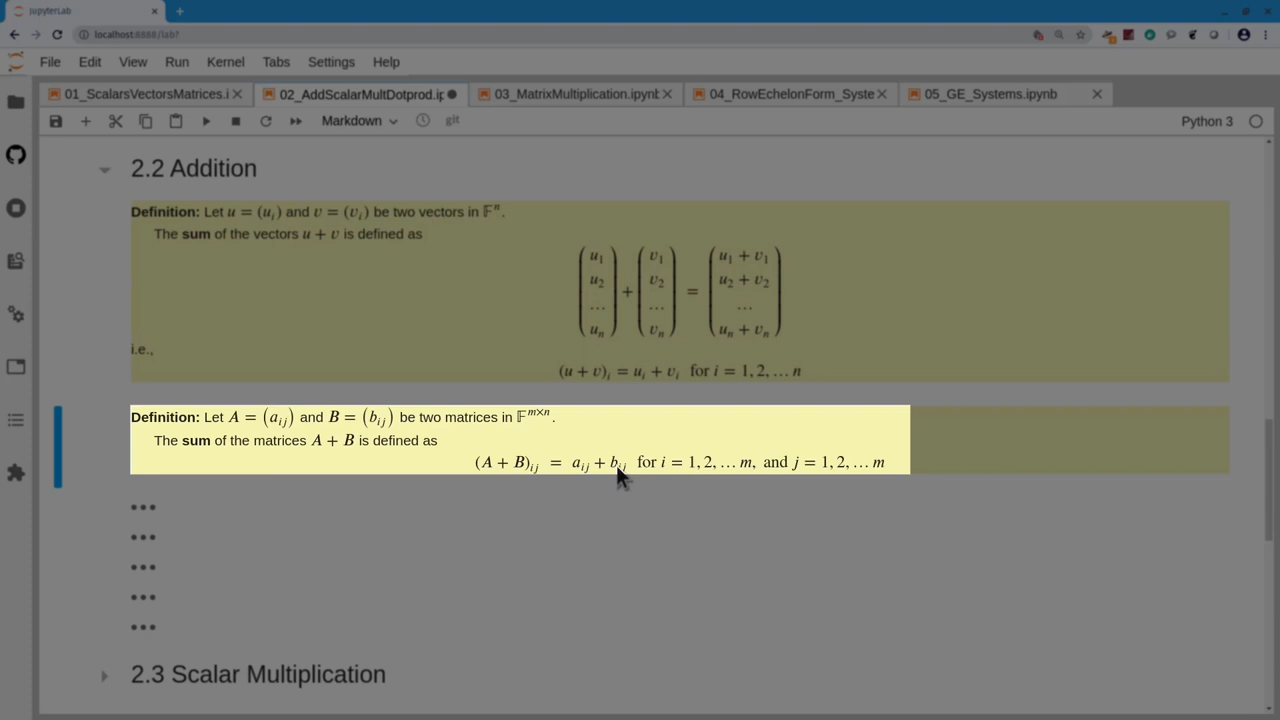 JupyterLab
localhost:8888/lab?
File Edit View Run Kernel Tabs Settings Help
01_ScalarsVectorsMatrices.i 02_AddScalarMultDotprod.ip 03_MatrixMultiplication.ipynb 04_RowEchelonForm_Syste 05_GE_Systems.ipynb
Markdown git Python 3
2.2 Addition
Definition: Let u = (u_i) and v = (v_i) be two vectors in 𝔽^n.
The sum of the vectors u + v is defined as
(u_1 u_2 … u_n) + (v_1 v_2 … v_n) = (u_1 + v_1 u_2 + v_2 … u_n + v_n)
i.e.,
(u + v)_i = u_i + v_i for i = 1, 2, … n
Definition: Let A = (a_ij) and B = (b_ij) be two matrices in 𝔽^{m×n}.
The sum of the matrices A + B is defined as
(A + B)_ij = a_ij + b_ij for i = 1, 2, … m, and j = 1, 2, … m
•••
•••
•••
•••
•••
2.3 Scalar Multiplication